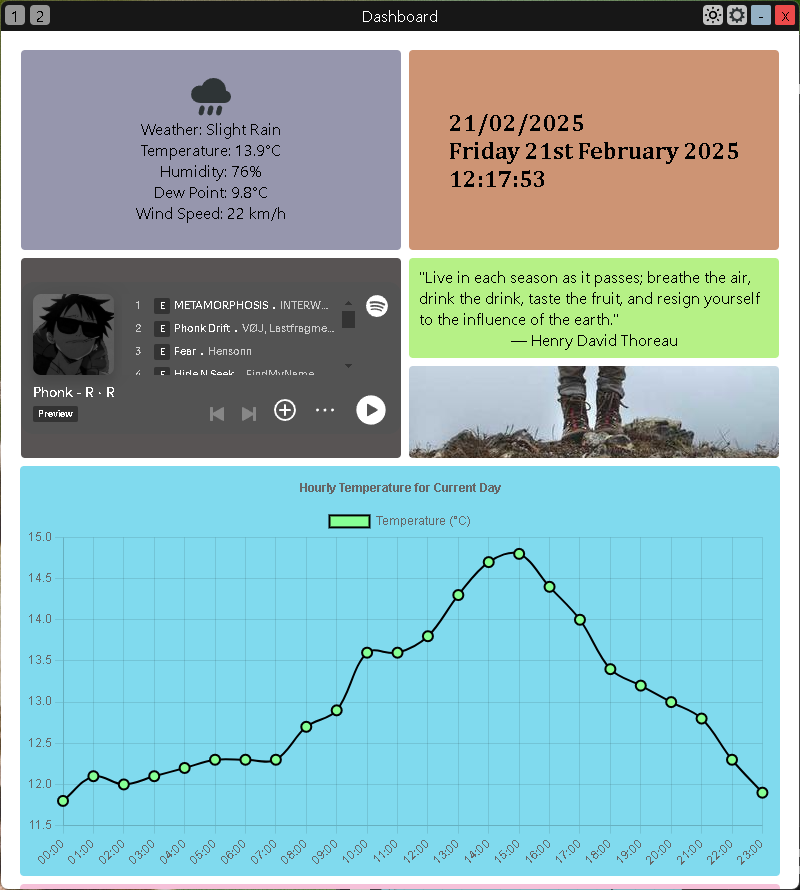 1 2 Dashboard - X
Weather: Slight Rain
Temperature: 13.9°C
Humidity: 76%
Dew Point: 9.8°C
Wind Speed: 22 km/h
21/02/2025
Friday 21st February 2025
12:17:53
1 E METAMORPHOSIS . INTERW...
2 E Phonk Drift . VØJ, Lastfragme...
3 E Fear . Hensonn
4 E Hide N Seek . FindMyName
Phonk - R · R
Preview
"Live in each season as it passes; breathe the air,
drink the drink, taste the fruit, and resign yourself
to the influence of the earth."
— Henry David Thoreau
Hourly Temperature for Current Day
Temperature (°C)
15.0
14.5
14.0
13.5
13.0
12.5
12.0
11.5
00:00 01:00 02:00 03:00 04:00 05:00 06:00 07:00 08:00 09:00 10:00 11:00 12:00 13:00 14:00 15:00 16:00 17:00 18:00 19:00 20:00 21:00 22:00 23:00